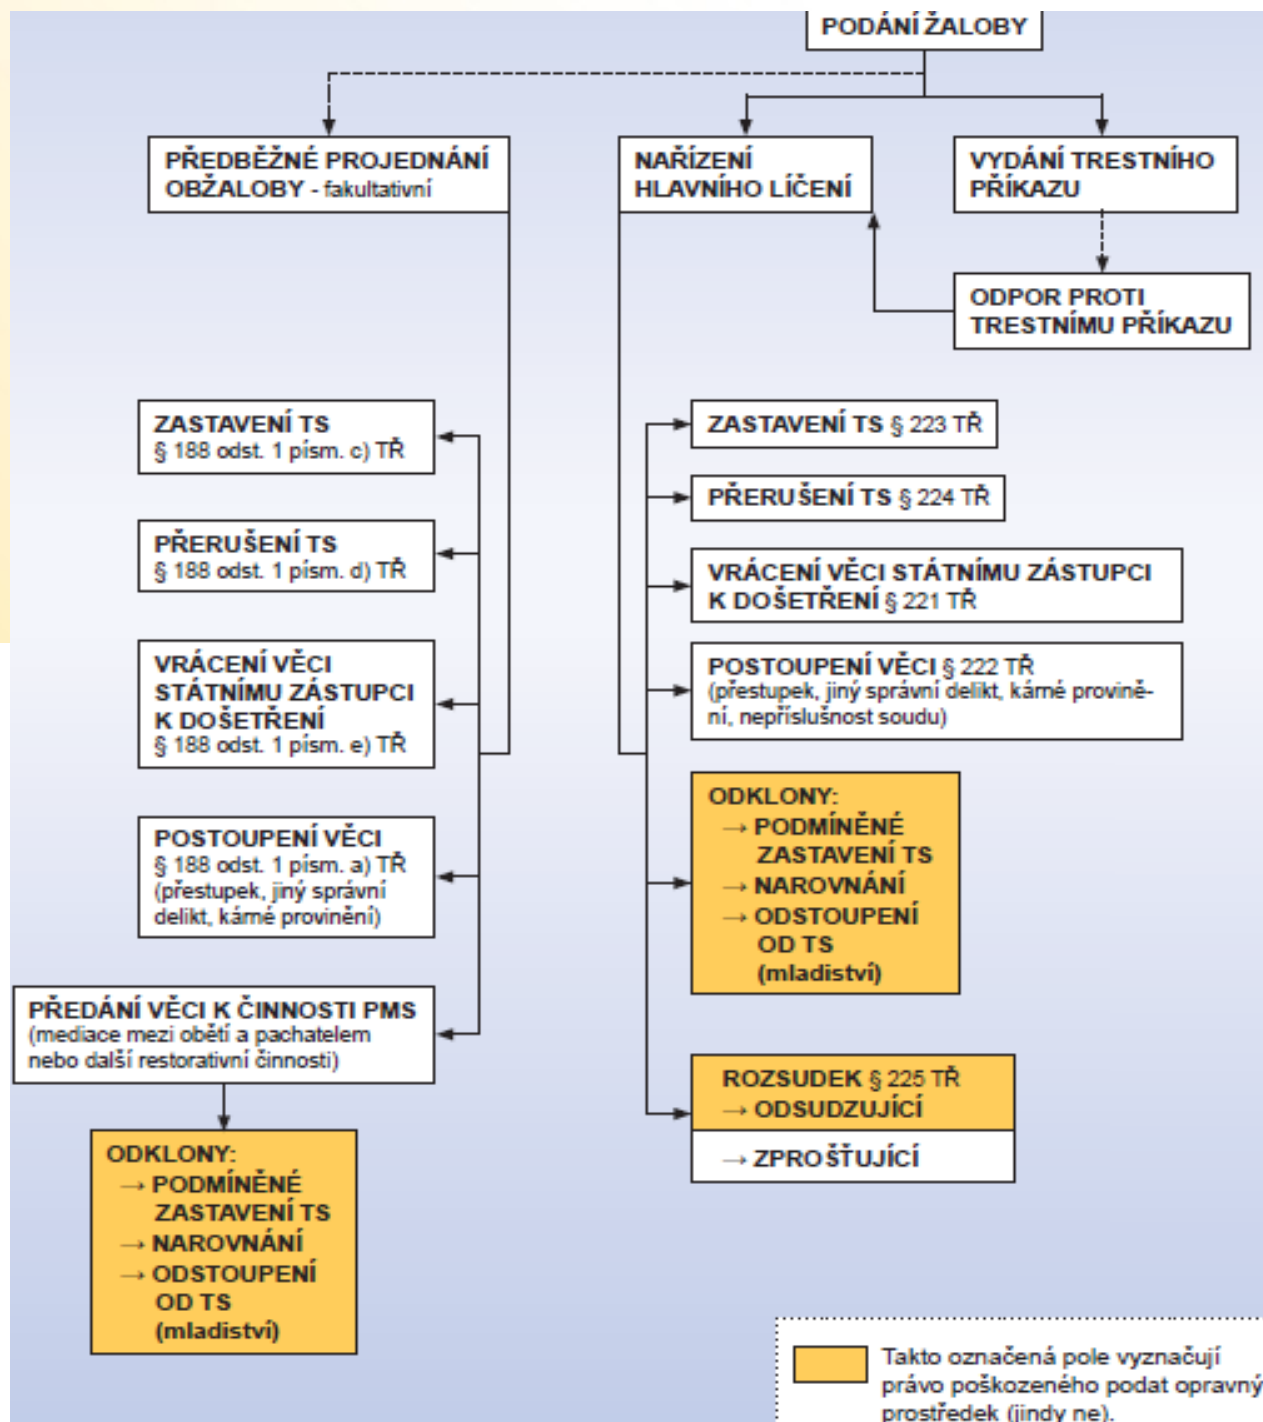 PODÁNÍ ŽALOBY
PŘEDBĚŽNÉ PROJEDNÁNÍ
OBŽALOBY - fakultativní
NAŘÍZENÍ
HLAVNÍHO LÍČENÍ
VYDÁNÍ TRESTNÍHO
PŘÍKAZU
ODPOR PROTI
TRESTNÍMU PŘÍKAZU
ZASTAVENÍ TS
§ 188 odst. 1 písm. c) TŘ
PŘERUŠENÍ TS
§ 188 odst. 1 písm. d) TŘ
VRÁCENÍ VĚCI
STÁTNÍMU ZÁSTUPCI
K DOŠETŘENÍ
§ 188 odst. 1 písm. e) TŘ
POSTOUPENÍ VĚCI
§ 188 odst. 1 písm. a) TŘ
(přestupek, jiný správní
delikt, kárné provinění)
PŘEDÁNÍ VĚCI K ČINNOSTI PMS
(mediace mezi obětí a pachatelem
nebo další restorativní činnosti)
ODKLONY:
→ PODMÍNĚNÉ
ZASTAVENÍ TS
→ NAROVNÁNÍ
→ ODSTOUPENÍ
OD TS
(mladiství)
ZASTAVENÍ TS § 223 TŘ
PŘERUŠENÍ TS § 224 TŘ
VRÁCENÍ VĚCI STÁTNÍMU ZÁSTUPCI
K DOŠETŘENÍ § 221 TŘ
POSTOUPENÍ VĚCI § 222 TŘ
(přestupek, jiný správní delikt, kárné provině-
ní, nepříslušnost soudu)
ODKLONY:
→ PODMÍNĚNÉ
ZASTAVENÍ TS
→ NAROVNÁNÍ
→ ODSTOUPENÍ
OD TS
(mladiství)
ROZSUDEK § 225 TŘ
→ ODSUDZUJÍCÍ
→ ZPROŠŤUJÍCÍ
Takto označená pole vyznačují
právo poškozeného podat opravný
prostředek (jindy ne).